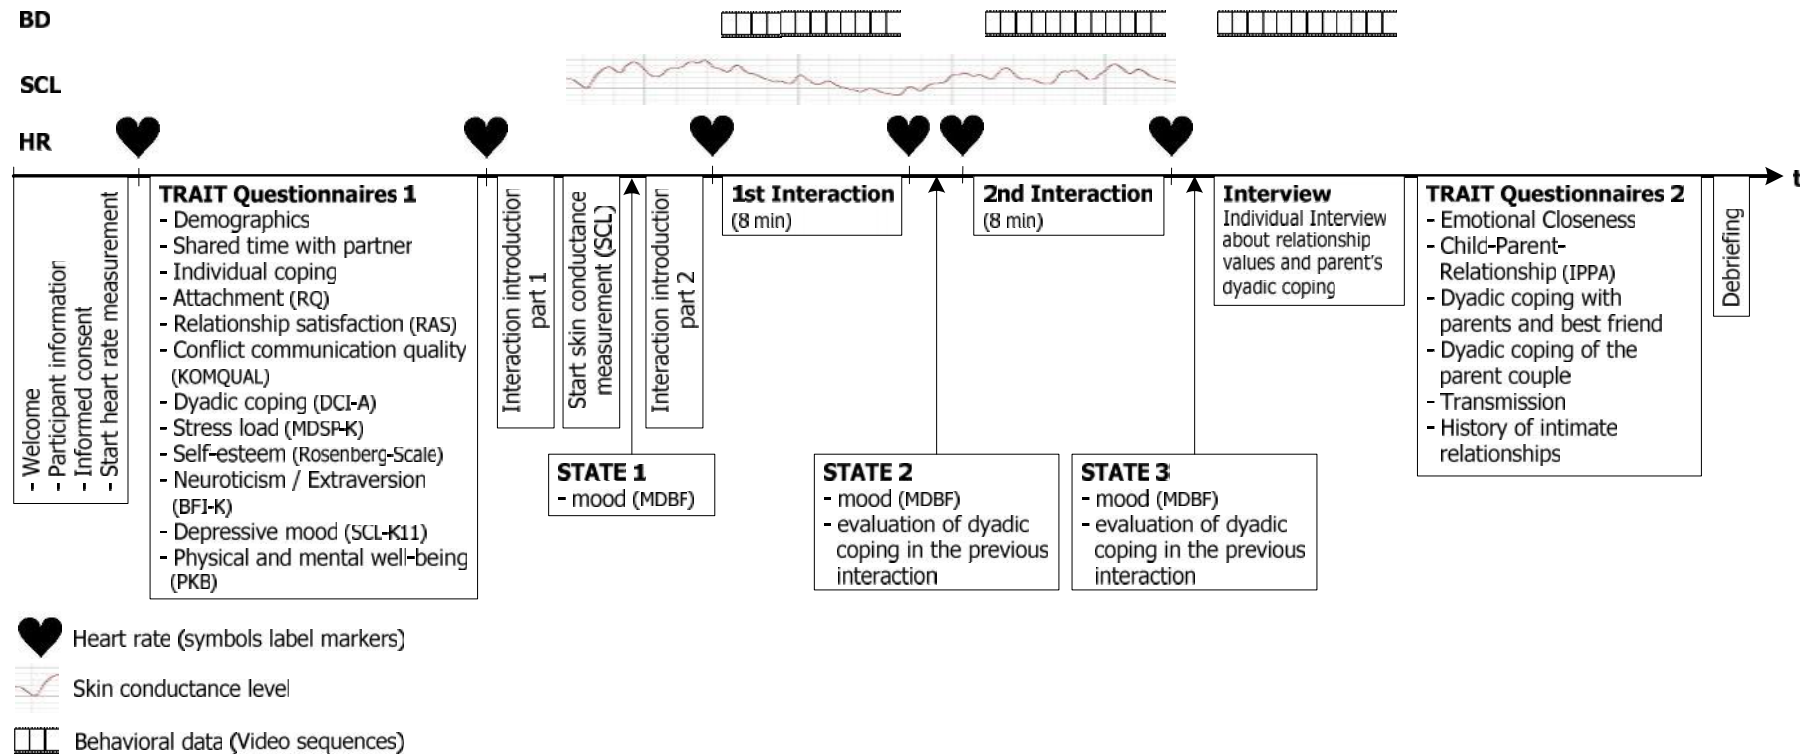 BD
SCL
HR
t
- Welcome
- Participant information
- Informed consent
- Start heart rate measurement
TRAIT Questionnaires 1
- Demographics
- Shared time with partner
- Individual coping
- Attachment (RQ)
- Relationship satisfaction (RAS)
- Conflict communication quality
(KOMQUAL)
- Dyadic coping (DCI-A)
- Stress load (MDSP-K)
- Self-esteem (Rosenberg-Scale)
- Neuroticism / Extraversion
(BFI-K)
- Depressive mood (SCL-K11)
- Physical and mental well-being
(PKB)
Interaction introduction
part 1
Start skin conductance
measurement (SCL)
Interaction introduction
part 2
STATE 1
- mood (MDBF)
1st Interaction
(8 min)
STATE 2
- mood (MDBF)
- evaluation of dyadic
coping in the previous
interaction
2nd Interaction
(8 min)
STATE 3
- mood (MDBF)
- evaluation of dyadic
coping in the previous
interaction
Interview
Individual Interview
about relationship
values and parent's
dyadic coping
TRAIT Questionnaires 2
- Emotional Closeness
- Child-Parent-
Relationship (IPPA)
- Dyadic coping with
parents and best friend
- Dyadic coping of the
parent couple
- Transmission
- History of intimate
relationships
Debriefing
Heart rate (symbols label markers)
Skin conductance level
Behavioral data (Video sequences)